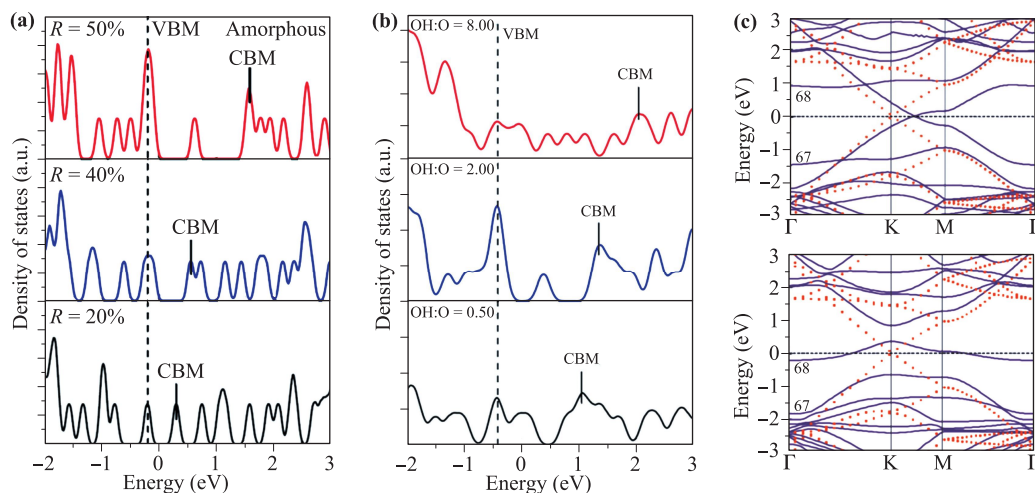 (a)
R = 50%
VBM
Amorphous
CBM
R = 40%
CBM
R = 20%
CBM
Density of states (a.u.)
−2 −1 0 1 2 3
Energy (eV)
(b)
OH:O = 8.00
VBM
CBM
OH:O = 2.00
CBM
OH:O = 0.50
CBM
Density of states (a.u.)
−2 −1 0 1 2 3
Energy (eV)
(c)
3
2
1
0
−1
−2
−3
Energy (eV)
68
67
Γ K M Γ
3
2
1
0
−1
−2
−3
Energy (eV)
68
67
Γ K M Γ